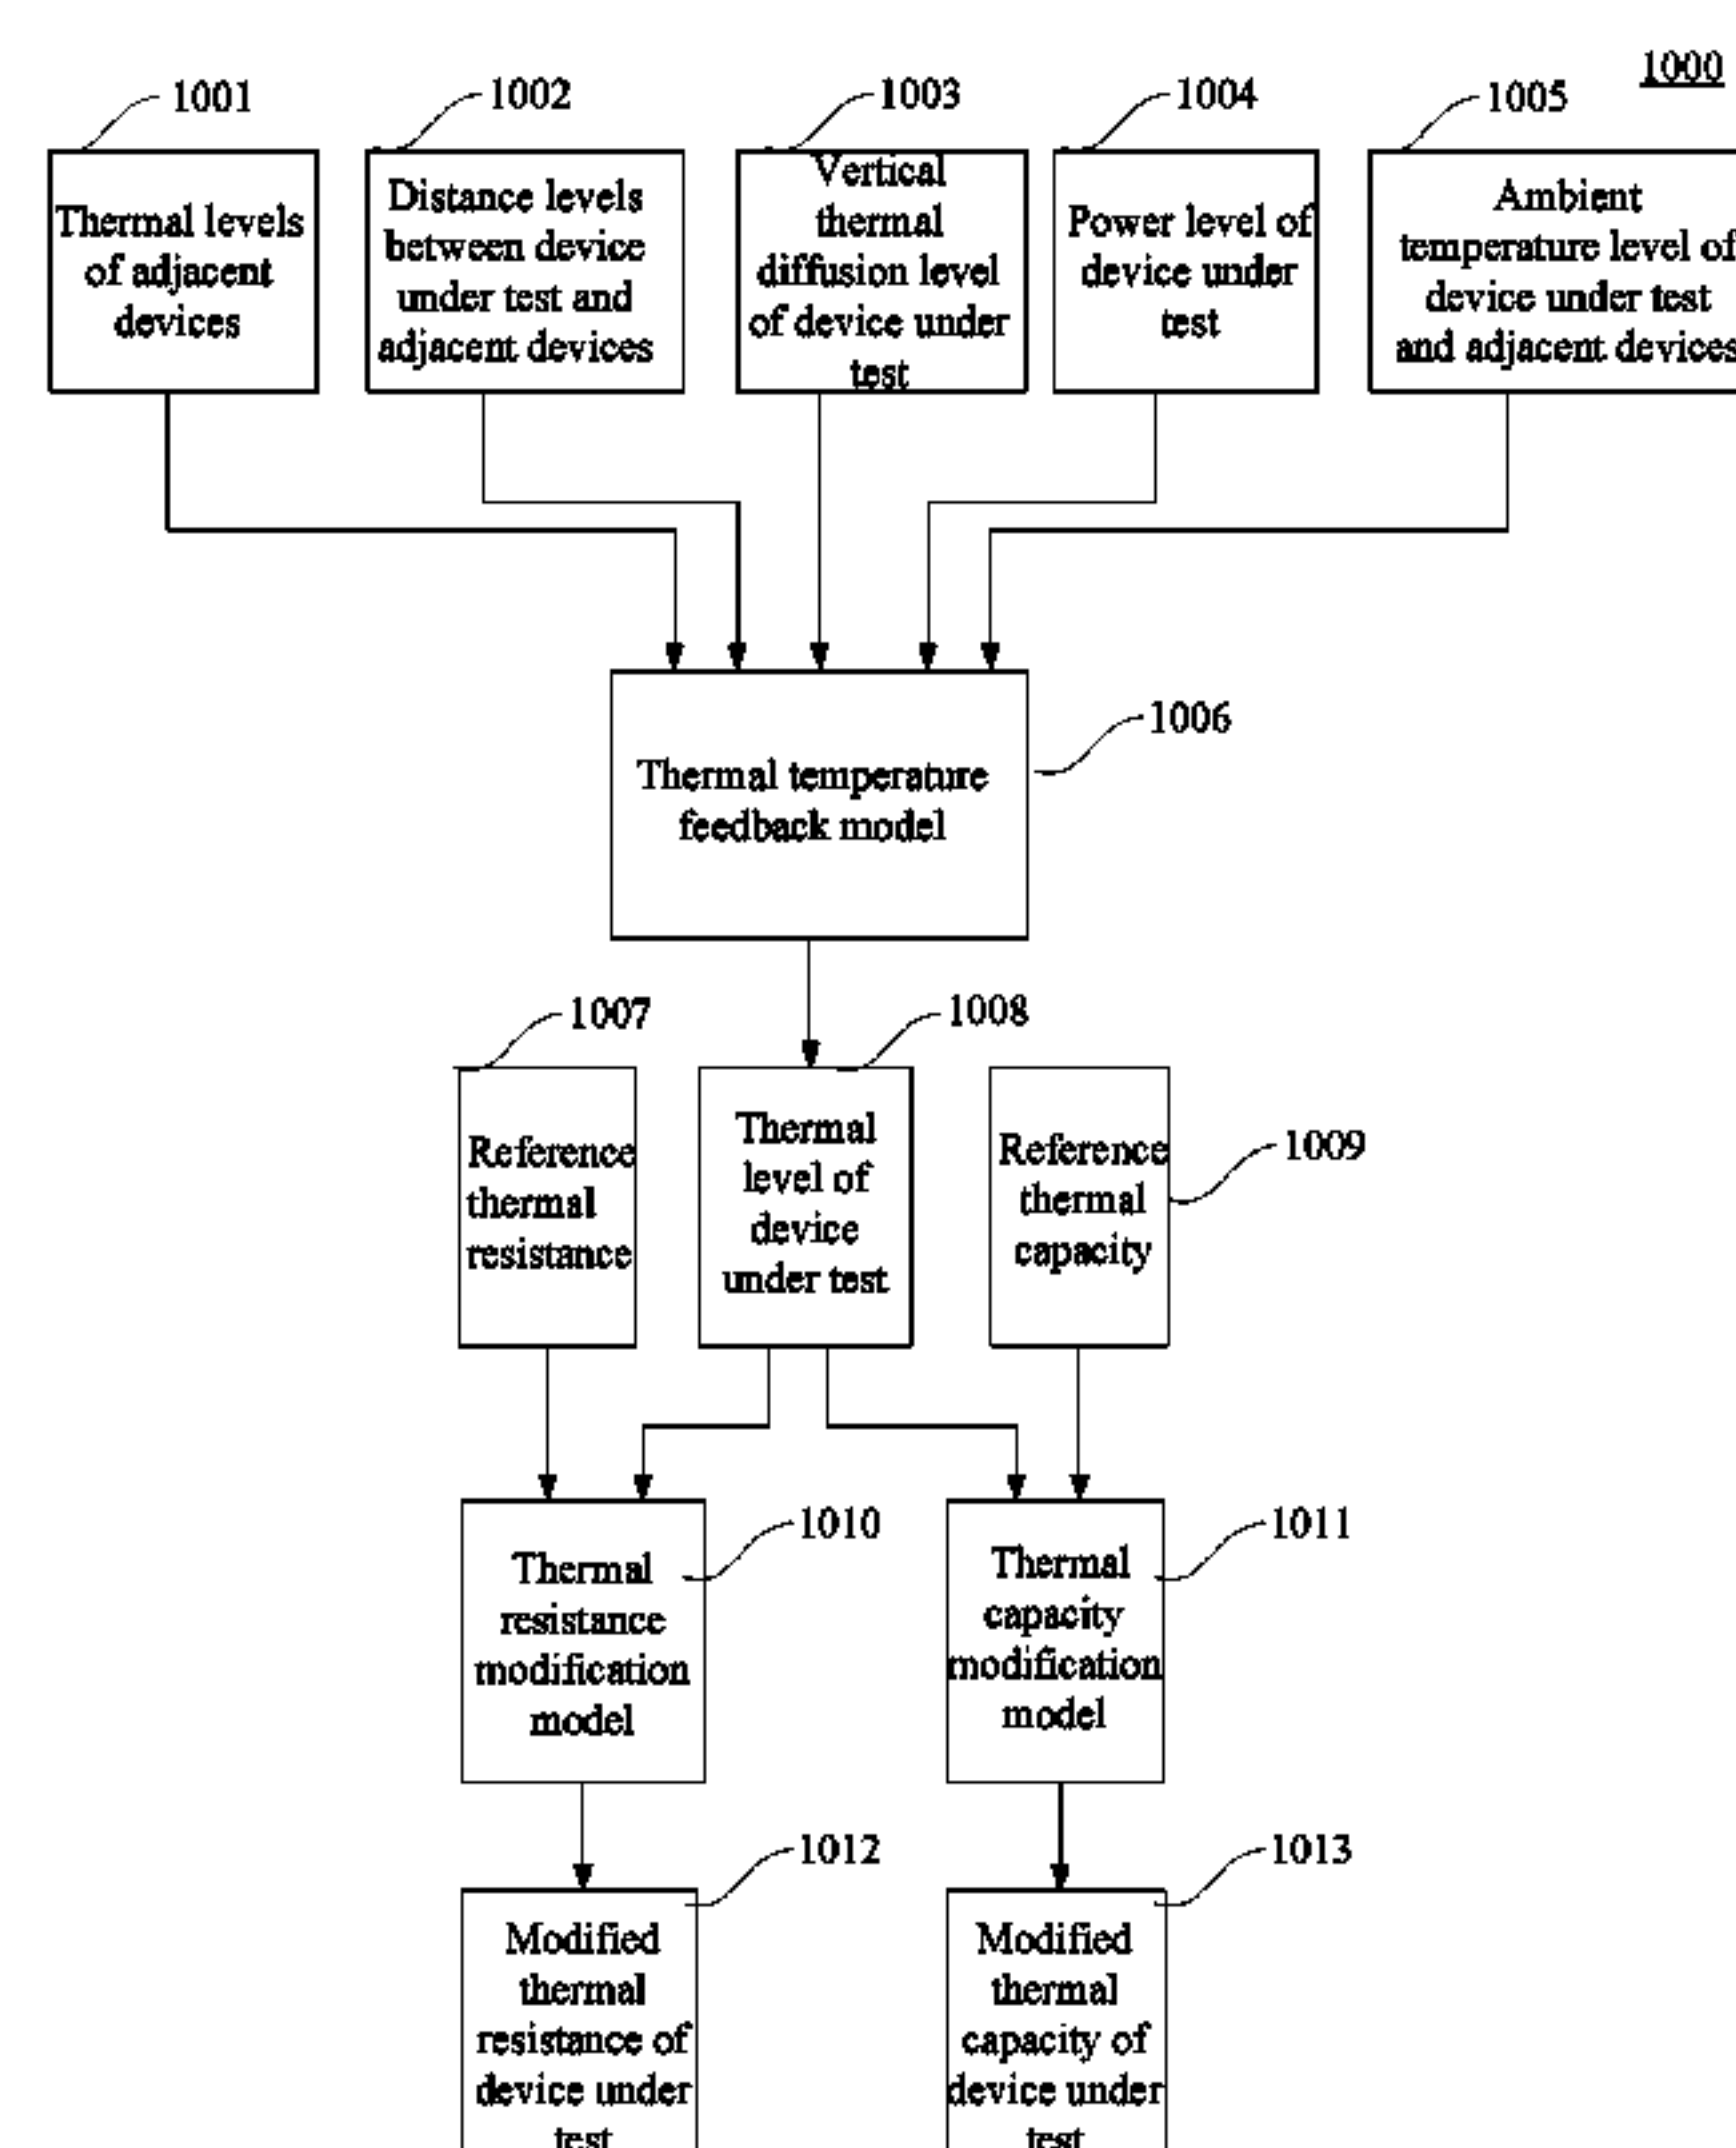 1000
1001
Thermal levels
of adjacent
devices
1002
Distance levels
between device
under test and
adjacent devices
1003
Vertical
thermal
diffusion level
of device under
test
1004
Power level of
device under
test
1005
Ambient
temperature level of
device under test
and adjacent devices
1006
Thermal temperature
feedback model
1007
Reference
thermal
resistance
1008
Thermal
level of
device
under test
1009
Reference
thermal
capacity
1010
Thermal
resistance
modification
model
1011
Thermal
capacity
modification
model
1012
Modified
thermal
resistance of
device under
test
1013
Modified
thermal
capacity of
device under
test